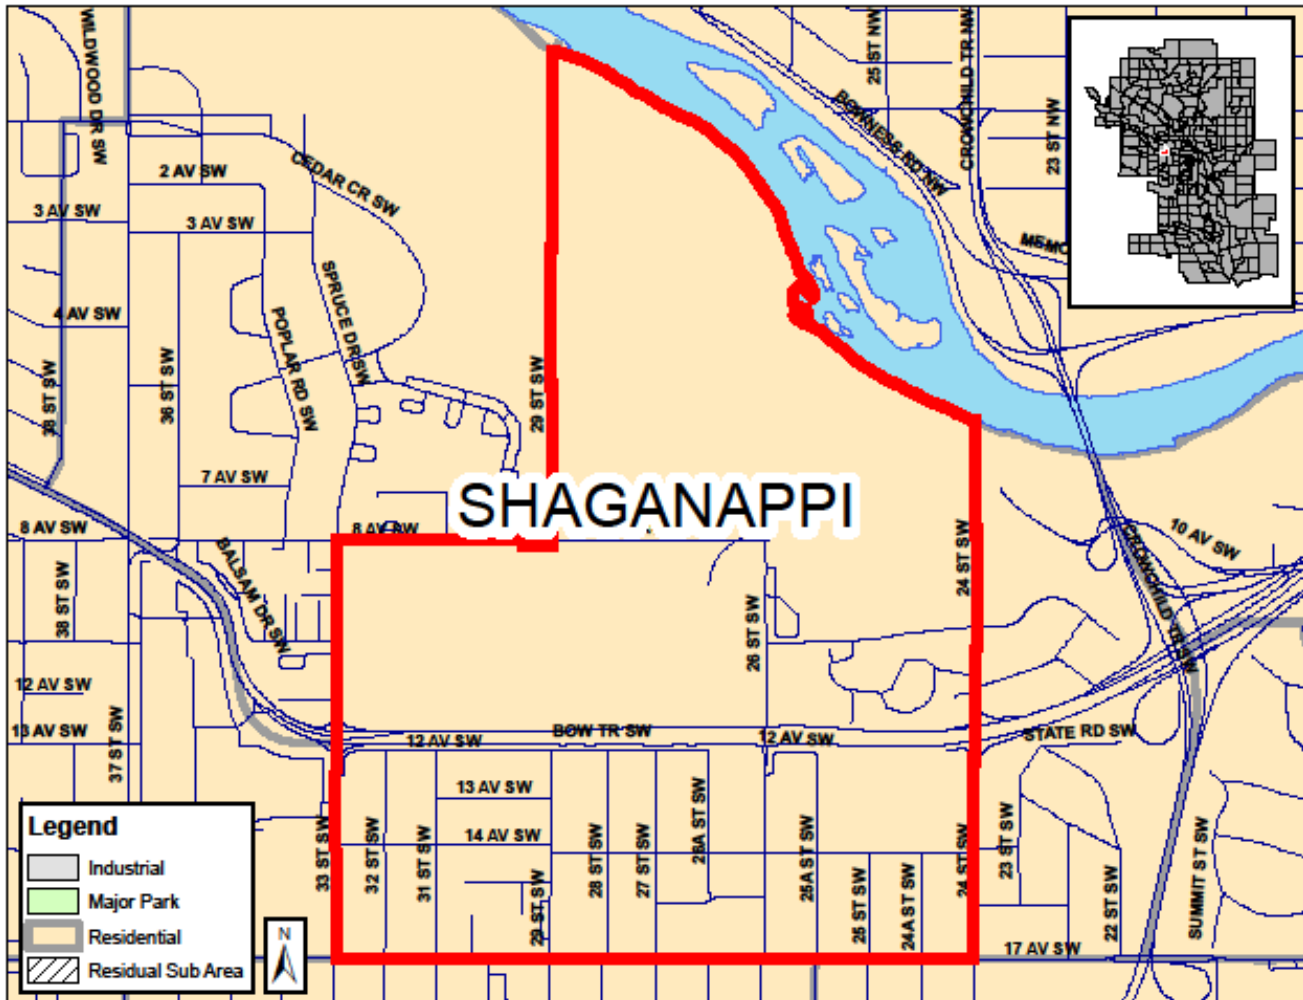 WILDWOOD DR SW
25 ST NW
CROWCHILD TR NW
23 ST NW
BOWNESS RD NW
CEDAR CR SW
2 AV SW
3 AV SW
3 AV SW
MEMO
SPRUCE DR SW
4 AV SW
POPLAR RD SW
38 ST SW
36 ST SW
29 ST SW
7 AV SW
SHAGANAPPI
8 AV SW
8 AV SW
24 ST SW
CROWCHILD TR SW
10 AV SW
BALSAM DR SW
38 ST SW
26 ST SW
12 AV SW
13 AV SW
37 ST SW
12 AV SW
BOW TR SW
12 AV SW
STATE RD SW
13 AV SW
14 AV SW
33 ST SW
32 ST SW
31 ST SW
29 ST SW
28 ST SW
27 ST SW
26A ST SW
25A ST SW
25 ST SW
24A ST SW
24 ST SW
23 ST SW
22 ST SW
SUMMIT ST SW
17 AV SW
Legend
Industrial
Major Park
Residential
Residual Sub Area
N